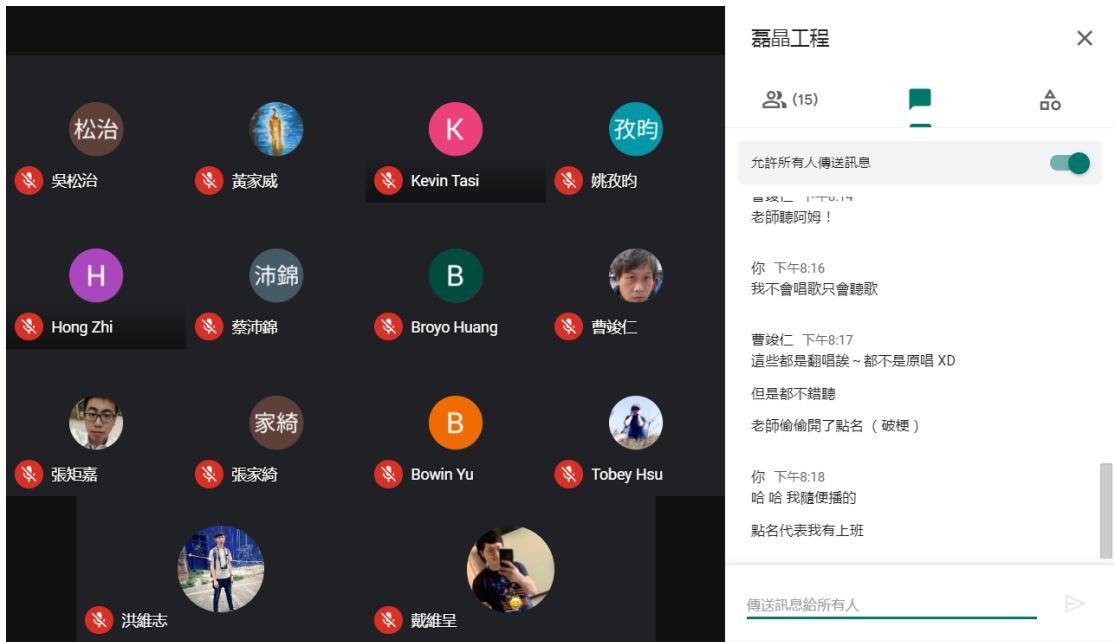 松治
吳松治
黃家威
K
Kevin Tasi
孜昀
姚孜昀
H
Hong Zhi
沛錦
蔡沛錦
B
Broyo Huang
曹竣仁
張矩嘉
家綺
張家綺
B
Bowin Yu
Tobey Hsu
洪維志
戴維呈
磊晶工程
(15)
允許所有人傳送訊息
曹竣仁 下午8:14
老師聽阿姆！
你 下午8:16
我不會唱歌只會聽歌
曹竣仁 下午8:17
這些都是翻唱誒~都不是原唱 XD
但是都不錯聽
老師偷偷開了點名（破梗）
你 下午8:18
哈 哈 我隨便播的
點名代表我有上班
傳送訊息給所有人